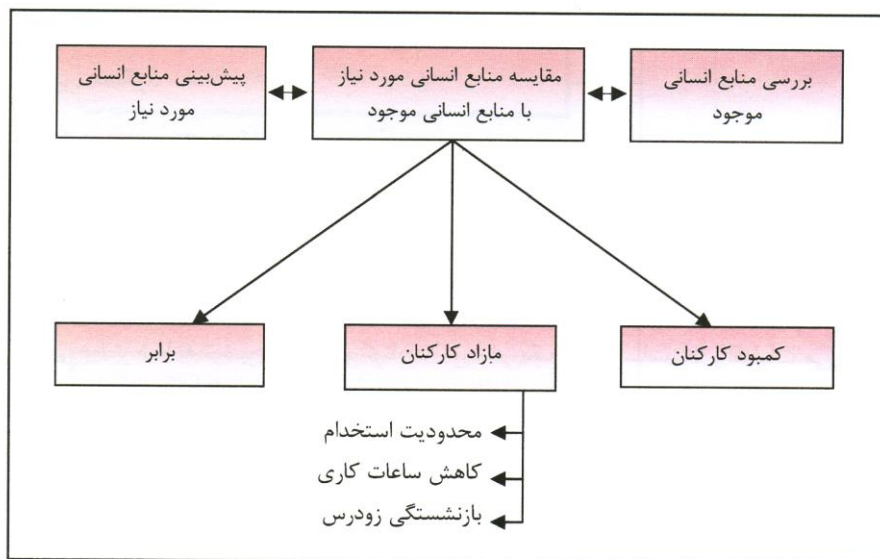 بررسی منابع انسانی
موجود
مقایسه منابع انسانی مورد نیاز
با منابع انسانی موجود
پیش‌بینی منابع انسانی
مورد نیاز
کمبود کارکنان
مازاد کارکنان
برابر
محدودیت استخدام
کاهش ساعات کاری
بازنشستگی زودرس